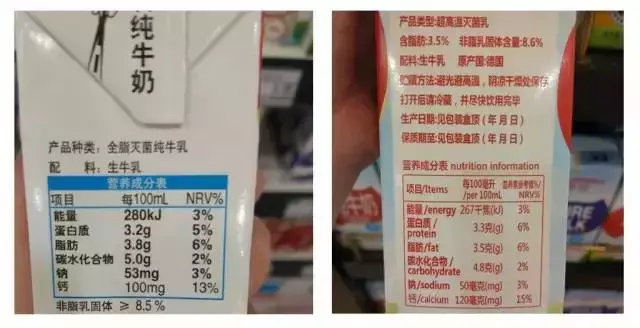 纯牛奶
产品种类：全脂灭菌纯牛乳
配　料：生牛乳
营养成分表
项目 每100mL NRV%
能量 280kJ 3%
蛋白质 3.2g 5%
脂肪 3.8g 6%
碳水化合物 5.0g 2%
钠 53mg 3%
钙 100mg 13%
非脂乳固体 ≥ 8.5%
产品类型:超高温灭菌乳
含脂肪:3.5% 非脂乳固体含量:8.6%
配料:生牛乳 原产国:德国
贮藏方法:避光避高温，阴凉干燥处保存
打开后请冷藏，并尽快饮用完毕
生产日期:见包装盒顶（年月日）
保质期至:见包装盒顶（年月日）
营养成分表 nutrition information
项目/Items 每100毫升/per 100mL 营养素参考值%/NRV%
能量/energy 267千焦(kJ) 3%
蛋白质/protein 3.3克(g) 6%
脂肪/fat 3.5克(g) 6%
碳水化合物/carbohydrate 4.8克(g) 2%
钠/sodium 50毫克(mg) 3%
钙/calcium 120毫克(mg) 15%